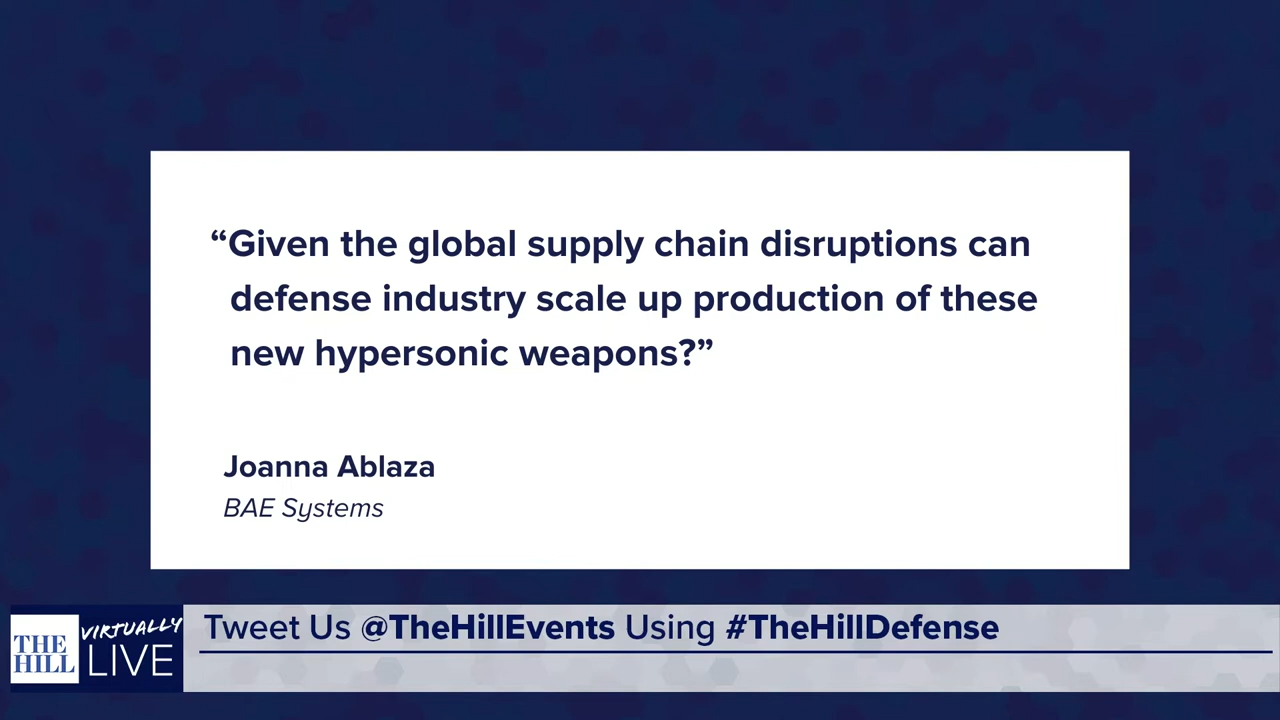 “Given the global supply chain disruptions can
defense industry scale up production of these
new hypersonic weapons?”
Joanna Ablaza
BAE Systems
THE
HILL
VIRTUALLY
LIVE
Tweet Us @TheHillEvents Using #TheHillDefense